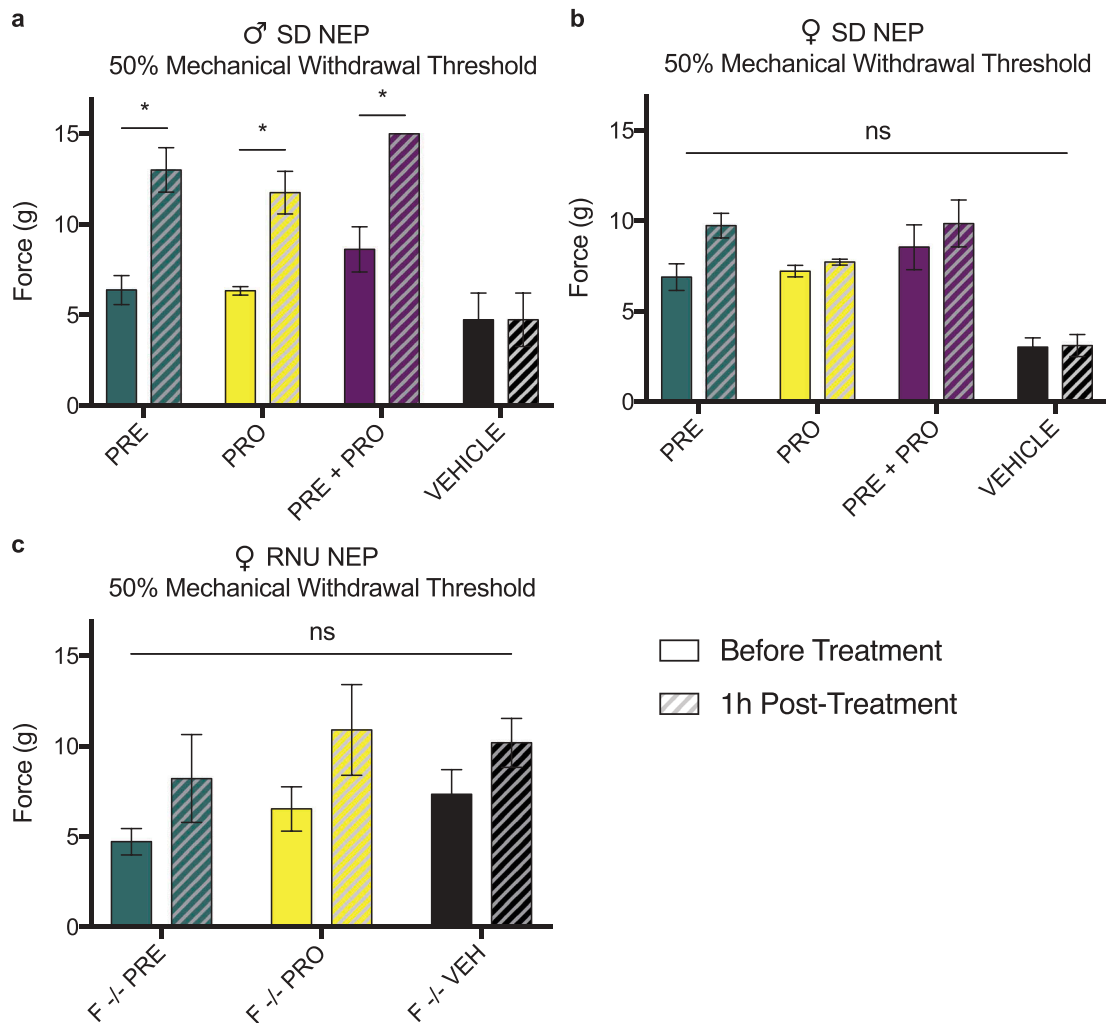 a
♂ SD NEP
50% Mechanical Withdrawal Threshold
Force (g)
15
10
5
0
*
*
*
PRE
PRO
PRE + PRO
VEHICLE
b
♀ SD NEP
50% Mechanical Withdrawal Threshold
Force (g)
15
10
5
0
ns
PRE
PRO
PRE + PRO
VEHICLE
c
♀ RNU NEP
50% Mechanical Withdrawal Threshold
Force (g)
15
10
5
0
ns
F -/- PRE
F -/- PRO
F -/- VEH
Before Treatment
1h Post-Treatment